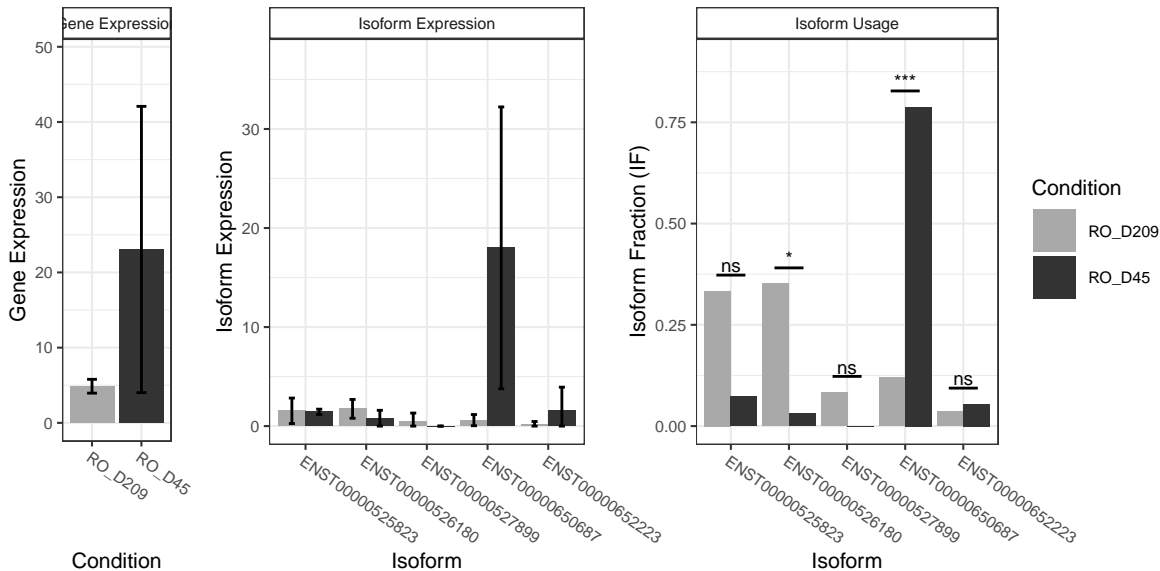 Gene Expression
Isoform Expression
Isoform Usage
Gene Expression
50
40
30
20
10
0
RO_D209
RO_D45
Condition
Isoform Expression
30
20
10
0
ENST00000525823
ENST00000526180
ENST00000527899
ENST00000650687
ENST00000652223
Isoform
Isoform Fraction (IF)
0.75
0.50
0.25
0.00
ns
*
ns
***
ns
ENST00000525823
ENST00000526180
ENST00000527899
ENST00000650687
ENST00000652223
Isoform
Condition
RO_D209
RO_D45